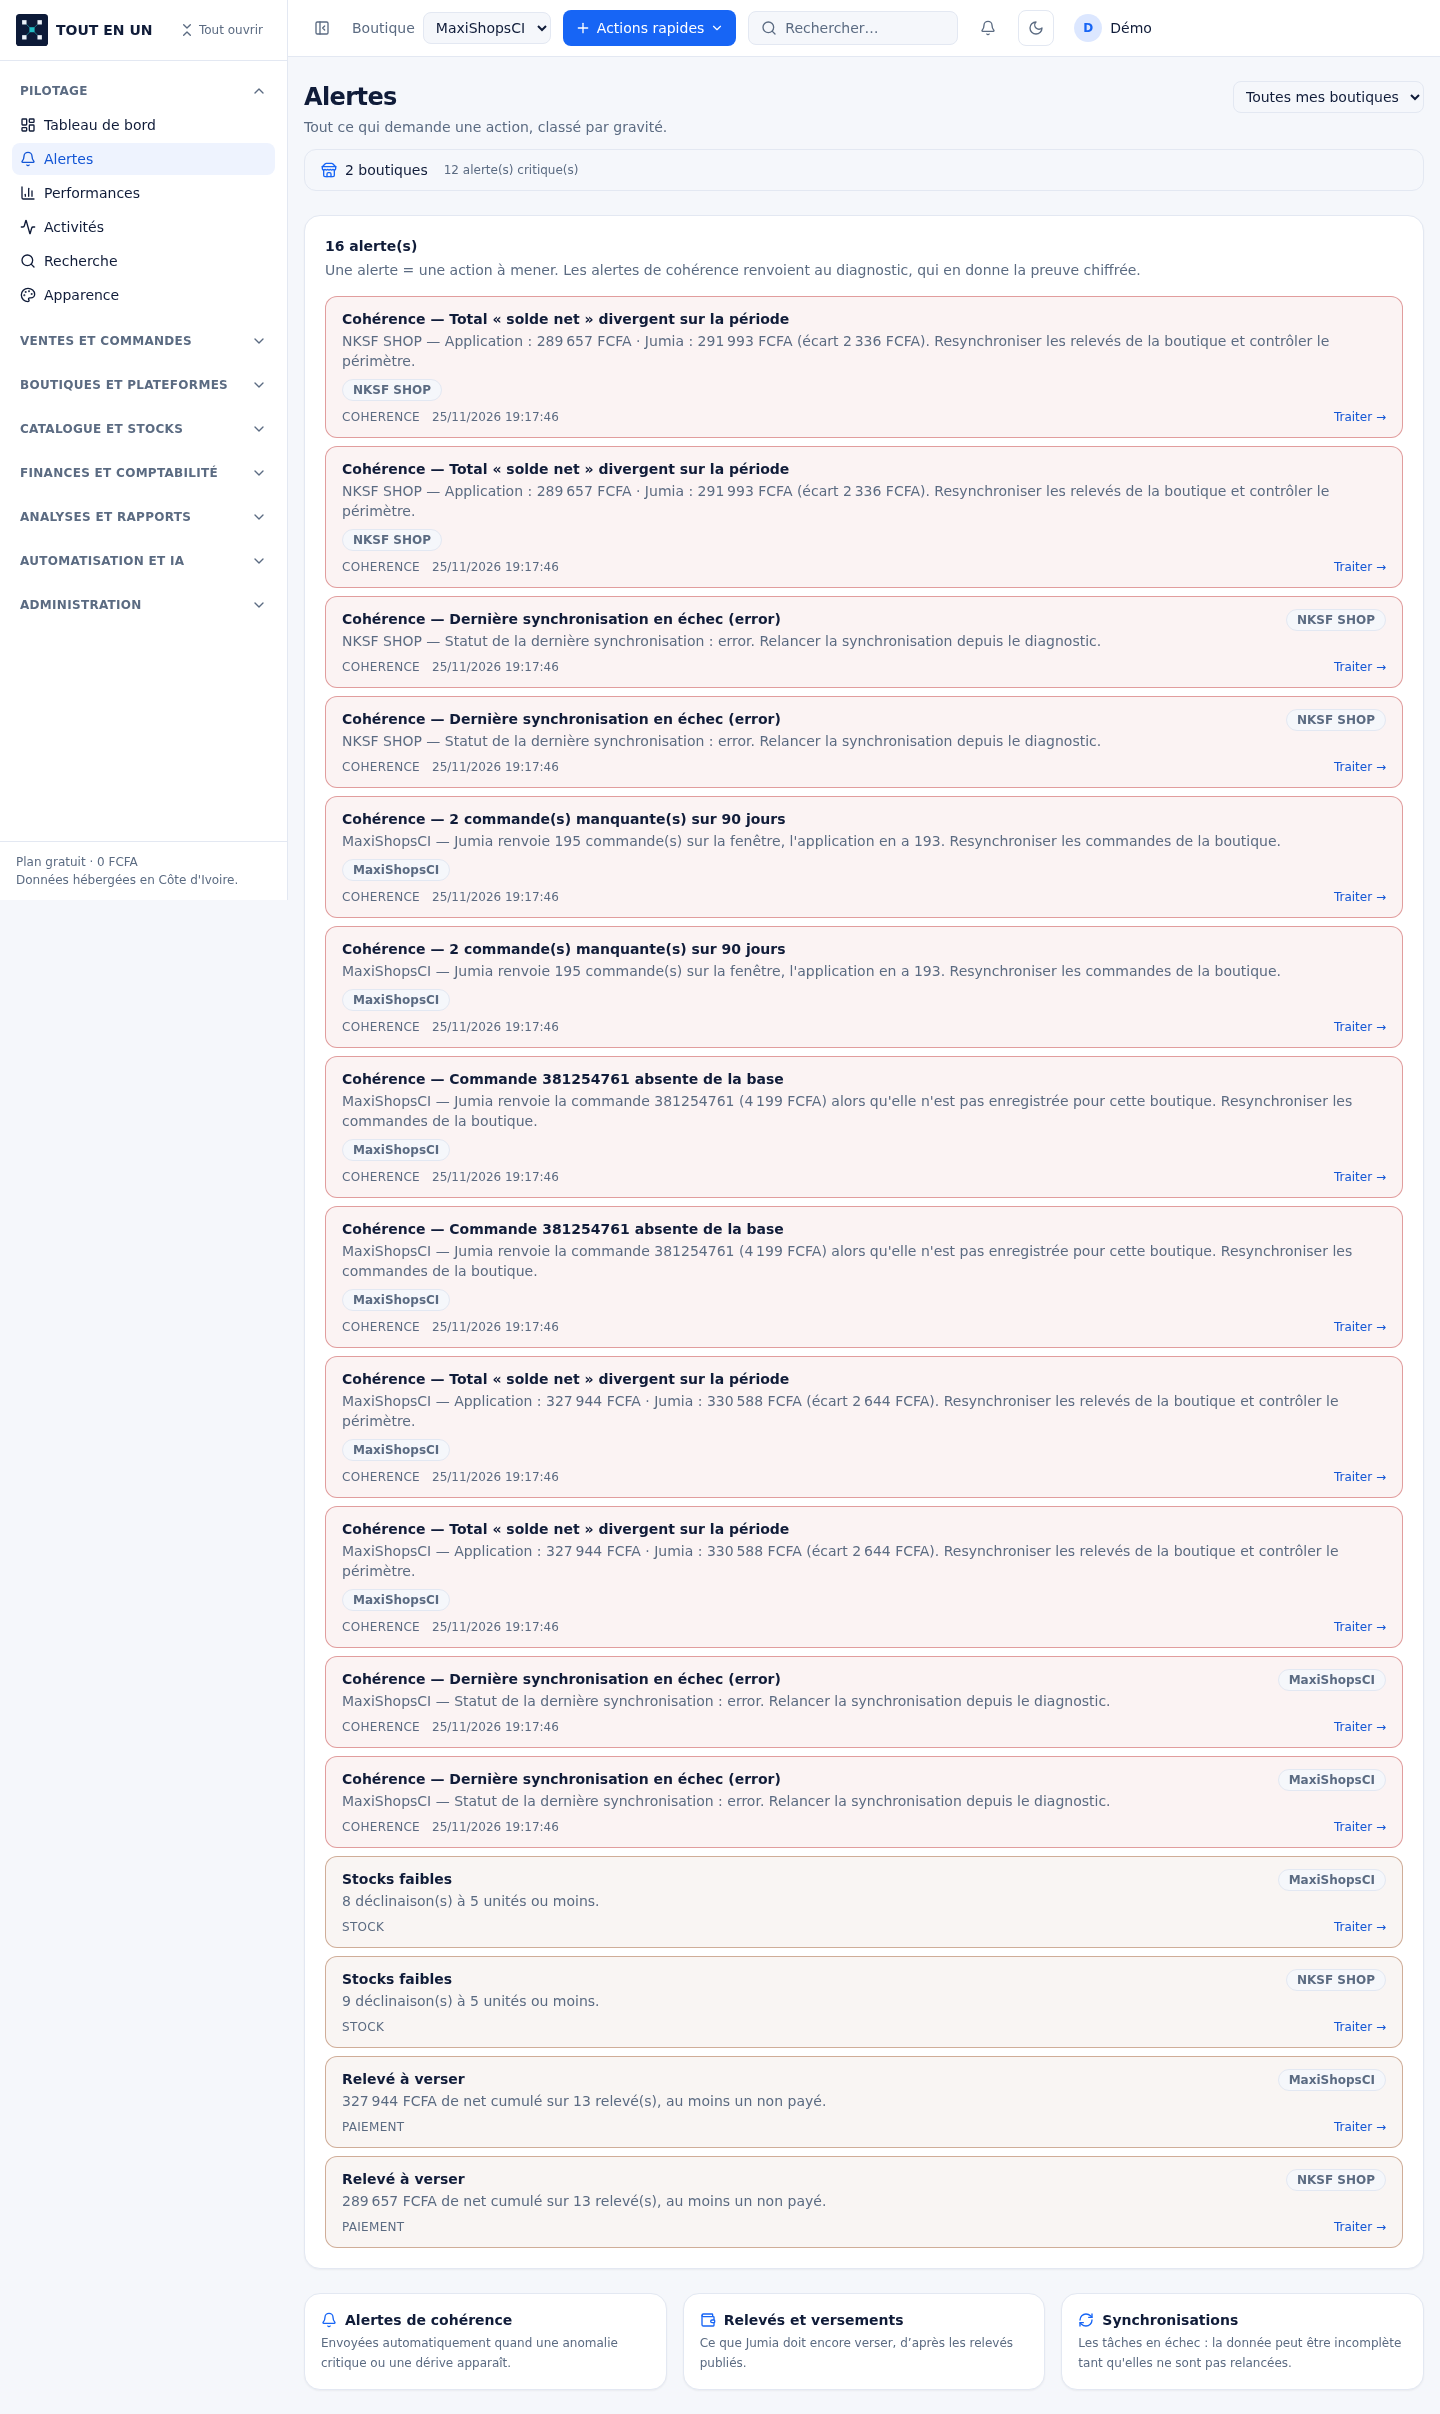 TOUT EN UN
Tout ouvrir
PILOTAGE
Tableau de bord
Alertes
Performances
Activités
Recherche
Apparence
VENTES ET COMMANDES
BOUTIQUES ET PLATEFORMES
CATALOGUE ET STOCKS
FINANCES ET COMPTABILITÉ
ANALYSES ET RAPPORTS
AUTOMATISATION ET IA
ADMINISTRATION
Plan gratuit · 0 FCFA
Données hébergées en Côte d'Ivoire.
Boutique
MaxiShopsCI
Actions rapides
Rechercher…
D
Démo
Alertes
Toutes mes boutiques
Tout ce qui demande une action, classé par gravité.
2 boutiques
12 alerte(s) critique(s)
16 alerte(s)
Une alerte = une action à mener. Les alertes de cohérence renvoient au diagnostic, qui en donne la preuve chiffrée.
Cohérence — Total « solde net » divergent sur la période
NKSF SHOP — Application : 289 657 FCFA · Jumia : 291 993 FCFA (écart 2 336 FCFA). Resynchroniser les relevés de la boutique et contrôler le
périmètre.
NKSF SHOP
COHERENCE 25/11/2026 19:17:46
Traiter →
Cohérence — Total « solde net » divergent sur la période
NKSF SHOP — Application : 289 657 FCFA · Jumia : 291 993 FCFA (écart 2 336 FCFA). Resynchroniser les relevés de la boutique et contrôler le
périmètre.
NKSF SHOP
COHERENCE 25/11/2026 19:17:46
Traiter →
Cohérence — Dernière synchronisation en échec (error)
NKSF SHOP
NKSF SHOP — Statut de la dernière synchronisation : error. Relancer la synchronisation depuis le diagnostic.
COHERENCE 25/11/2026 19:17:46
Traiter →
Cohérence — Dernière synchronisation en échec (error)
NKSF SHOP
NKSF SHOP — Statut de la dernière synchronisation : error. Relancer la synchronisation depuis le diagnostic.
COHERENCE 25/11/2026 19:17:46
Traiter →
Cohérence — 2 commande(s) manquante(s) sur 90 jours
MaxiShopsCI — Jumia renvoie 195 commande(s) sur la fenêtre, l'application en a 193. Resynchroniser les commandes de la boutique.
MaxiShopsCI
COHERENCE 25/11/2026 19:17:46
Traiter →
Cohérence — 2 commande(s) manquante(s) sur 90 jours
MaxiShopsCI — Jumia renvoie 195 commande(s) sur la fenêtre, l'application en a 193. Resynchroniser les commandes de la boutique.
MaxiShopsCI
COHERENCE 25/11/2026 19:17:46
Traiter →
Cohérence — Commande 381254761 absente de la base
MaxiShopsCI — Jumia renvoie la commande 381254761 (4 199 FCFA) alors qu'elle n'est pas enregistrée pour cette boutique. Resynchroniser les
commandes de la boutique.
MaxiShopsCI
COHERENCE 25/11/2026 19:17:46
Traiter →
Cohérence — Commande 381254761 absente de la base
MaxiShopsCI — Jumia renvoie la commande 381254761 (4 199 FCFA) alors qu'elle n'est pas enregistrée pour cette boutique. Resynchroniser les
commandes de la boutique.
MaxiShopsCI
COHERENCE 25/11/2026 19:17:46
Traiter →
Cohérence — Total « solde net » divergent sur la période
MaxiShopsCI — Application : 327 944 FCFA · Jumia : 330 588 FCFA (écart 2 644 FCFA). Resynchroniser les relevés de la boutique et contrôler le
périmètre.
MaxiShopsCI
COHERENCE 25/11/2026 19:17:46
Traiter →
Cohérence — Total « solde net » divergent sur la période
MaxiShopsCI — Application : 327 944 FCFA · Jumia : 330 588 FCFA (écart 2 644 FCFA). Resynchroniser les relevés de la boutique et contrôler le
périmètre.
MaxiShopsCI
COHERENCE 25/11/2026 19:17:46
Traiter →
Cohérence — Dernière synchronisation en échec (error)
MaxiShopsCI
MaxiShopsCI — Statut de la dernière synchronisation : error. Relancer la synchronisation depuis le diagnostic.
COHERENCE 25/11/2026 19:17:46
Traiter →
Cohérence — Dernière synchronisation en échec (error)
MaxiShopsCI
MaxiShopsCI — Statut de la dernière synchronisation : error. Relancer la synchronisation depuis le diagnostic.
COHERENCE 25/11/2026 19:17:46
Traiter →
Stocks faibles
MaxiShopsCI
8 déclinaison(s) à 5 unités ou moins.
STOCK
Traiter →
Stocks faibles
NKSF SHOP
9 déclinaison(s) à 5 unités ou moins.
STOCK
Traiter →
Relevé à verser
MaxiShopsCI
327 944 FCFA de net cumulé sur 13 relevé(s), au moins un non payé.
PAIEMENT
Traiter →
Relevé à verser
NKSF SHOP
289 657 FCFA de net cumulé sur 13 relevé(s), au moins un non payé.
PAIEMENT
Traiter →
Alertes de cohérence
Envoyées automatiquement quand une anomalie
critique ou une dérive apparaît.
Relevés et versements
Ce que Jumia doit encore verser, d’après les relevés
publiés.
Synchronisations
Les tâches en échec : la donnée peut être incomplète
tant qu'elles ne sont pas relancées.